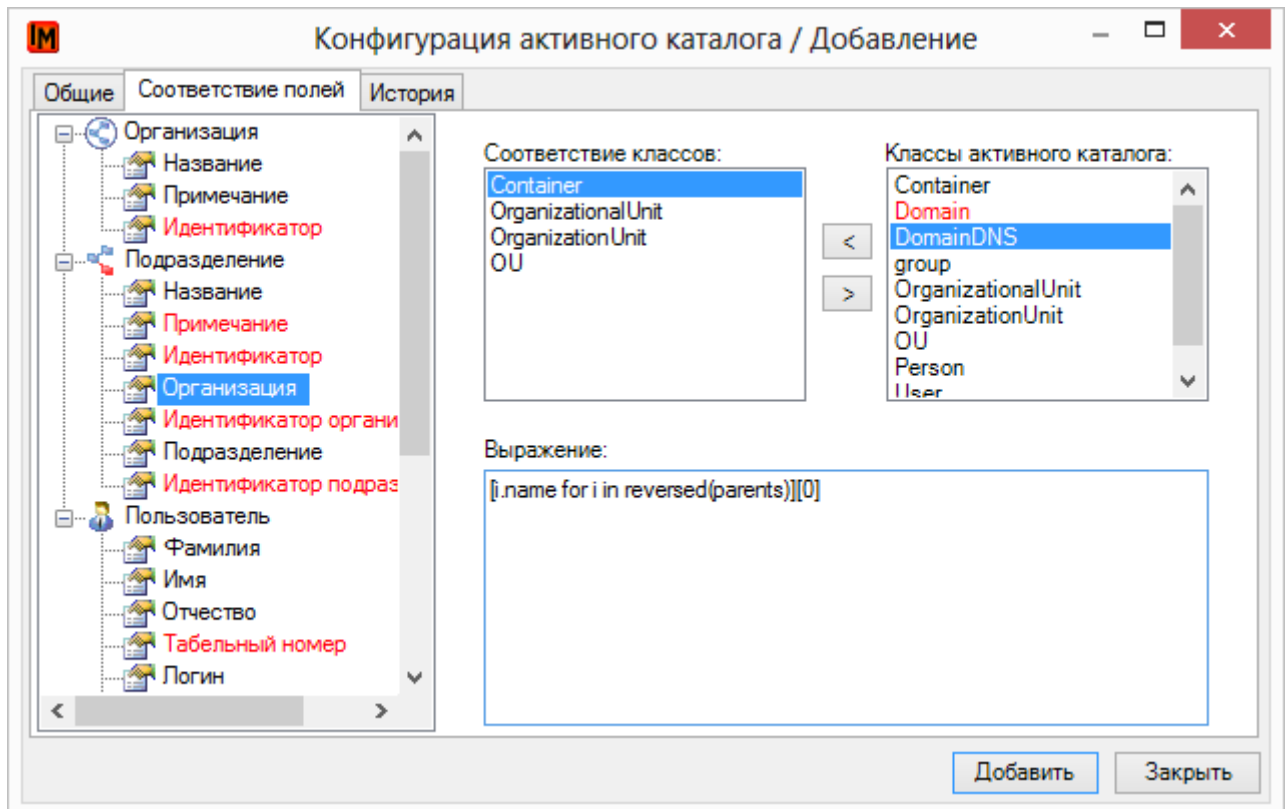 IM
Конфигурация активного каталога / Добавление
Общие
Соответствие полей
История
Организация
Название
Примечание
Идентификатор
Подразделение
Название
Примечание
Идентификатор
Организация
Идентификатор органи
Подразделение
Идентификатор подраз
Пользователь
Фамилия
Имя
Отчество
Табельный номер
Логин
Соответствие классов:
Container
OrganizationalUnit
OrganizationUnit
OU
<
>
Классы активного каталога:
Container
Domain
DomainDNS
group
OrganizationalUnit
OrganizationUnit
OU
Person
User
Выражение:
[i.name for i in reversed(parents)][0]
Добавить
Закрыть